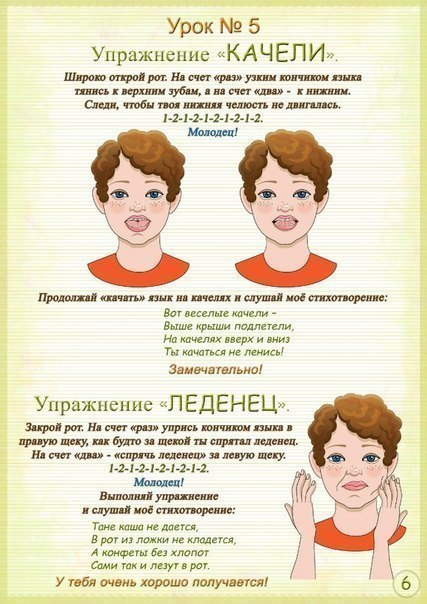 Урок № 5
Упражнение «КАЧЕЛИ».
Широко открой рот. На счет «раз» узким кончиком языка
тянись к верхним зубам, а на счет «два» - к нижним.
Следи, чтобы твоя нижняя челюсть не двигалась.
1-2-1-2-1-2-1-2-1-2.
Молодец!
Продолжай «качать» язык на качелях и слушай моё стихотворение:
Вот веселые качели –
Выше крыши подлетели,
На качелях вверх и вниз
Ты качаться не ленись!
Замечательно!
Упражнение «ЛЕДЕНЕЦ».
Закрой рот. На счет «раз» упрись кончиком языка в
правую щеку, как будто за щекой ты спрятал леденец.
На счет «два» - «спрячь леденец» за левую щеку.
1-2-1-2-1-2-1-2-1-2.
Молодец!
Выполняй упражнение
и слушай моё стихотворение:
Тане каша не дается,
В рот из ложки не кладется,
А конфеты без хлопот
Сами так и лезут в рот.
У тебя очень хорошо получается!
6